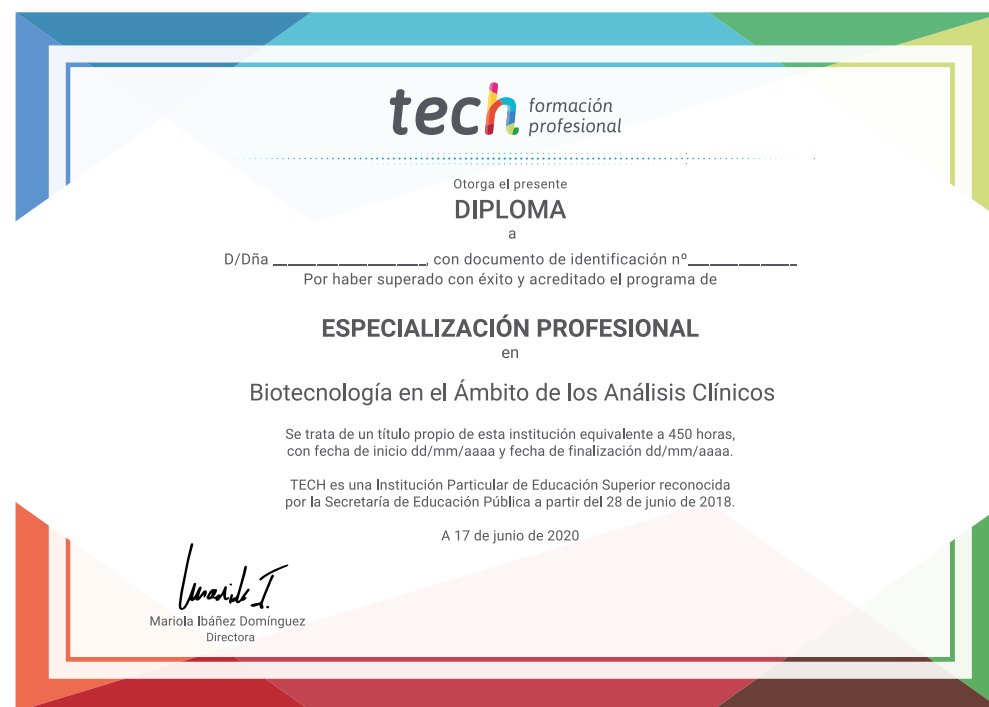 tech formación
profesional
Otorga el presente
DIPLOMA
a
D/Dña ____________________, con documento de identificación nº______________
Por haber superado con éxito y acreditado el programa de
ESPECIALIZACIÓN PROFESIONAL
en
Biotecnología en el Ámbito de los Análisis Clínicos
Se trata de un título propio de esta institución equivalente a 450 horas,
con fecha de inicio dd/mm/aaaa y fecha de finalización dd/mm/aaaa.
TECH es una Institución Particular de Educación Superior reconocida
por la Secretaría de Educación Pública a partir del 28 de junio de 2018.
A 17 de junio de 2020
Mariola Ibáñez Domínguez
Directora